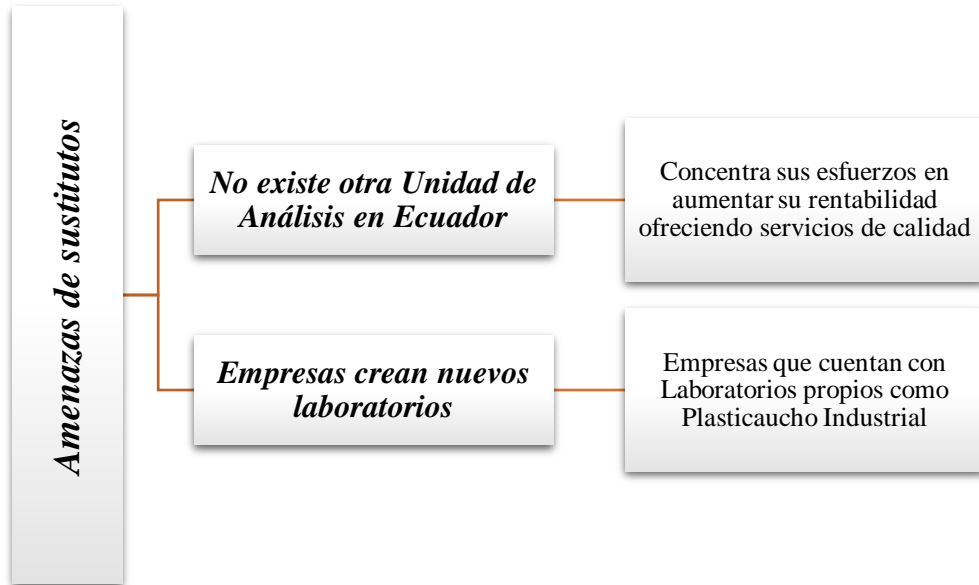 Amenazas de sustitutos
No existe otra Unidad de
Análisis en Ecuador
Concentra sus esfuerzos en
aumentar su rentabilidad
ofreciendo servicios de calidad
Empresas crean nuevos
laboratorios
Empresas que cuentan con
Laboratorios propios como
Plasticaucho Industrial